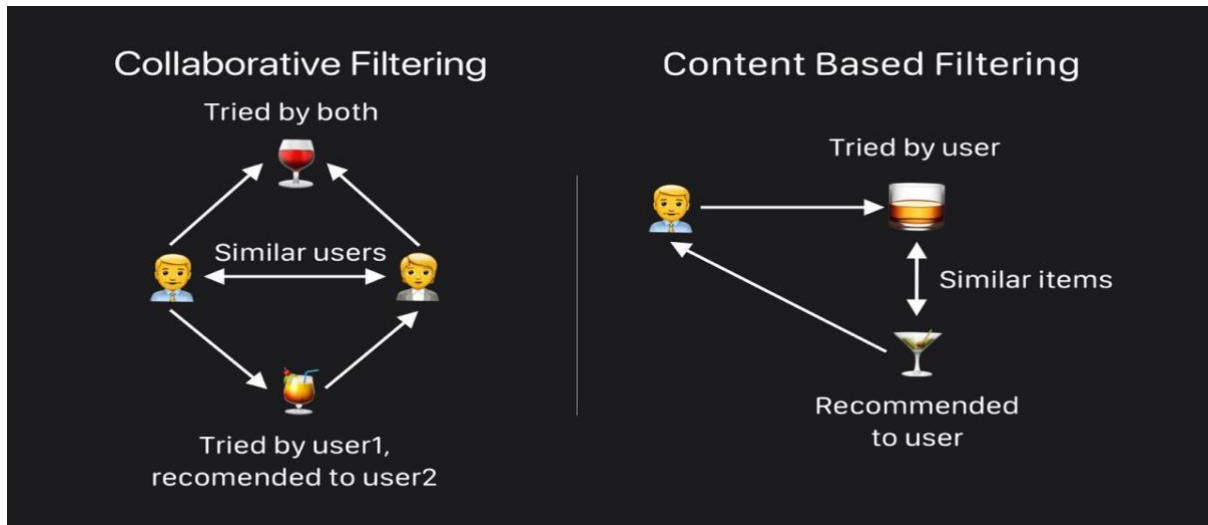 Collaborative Filtering
Tried by both
Similar users
Tried by user1,
recomended to user2
Content Based Filtering
Tried by user
Similar items
Recommended
to user